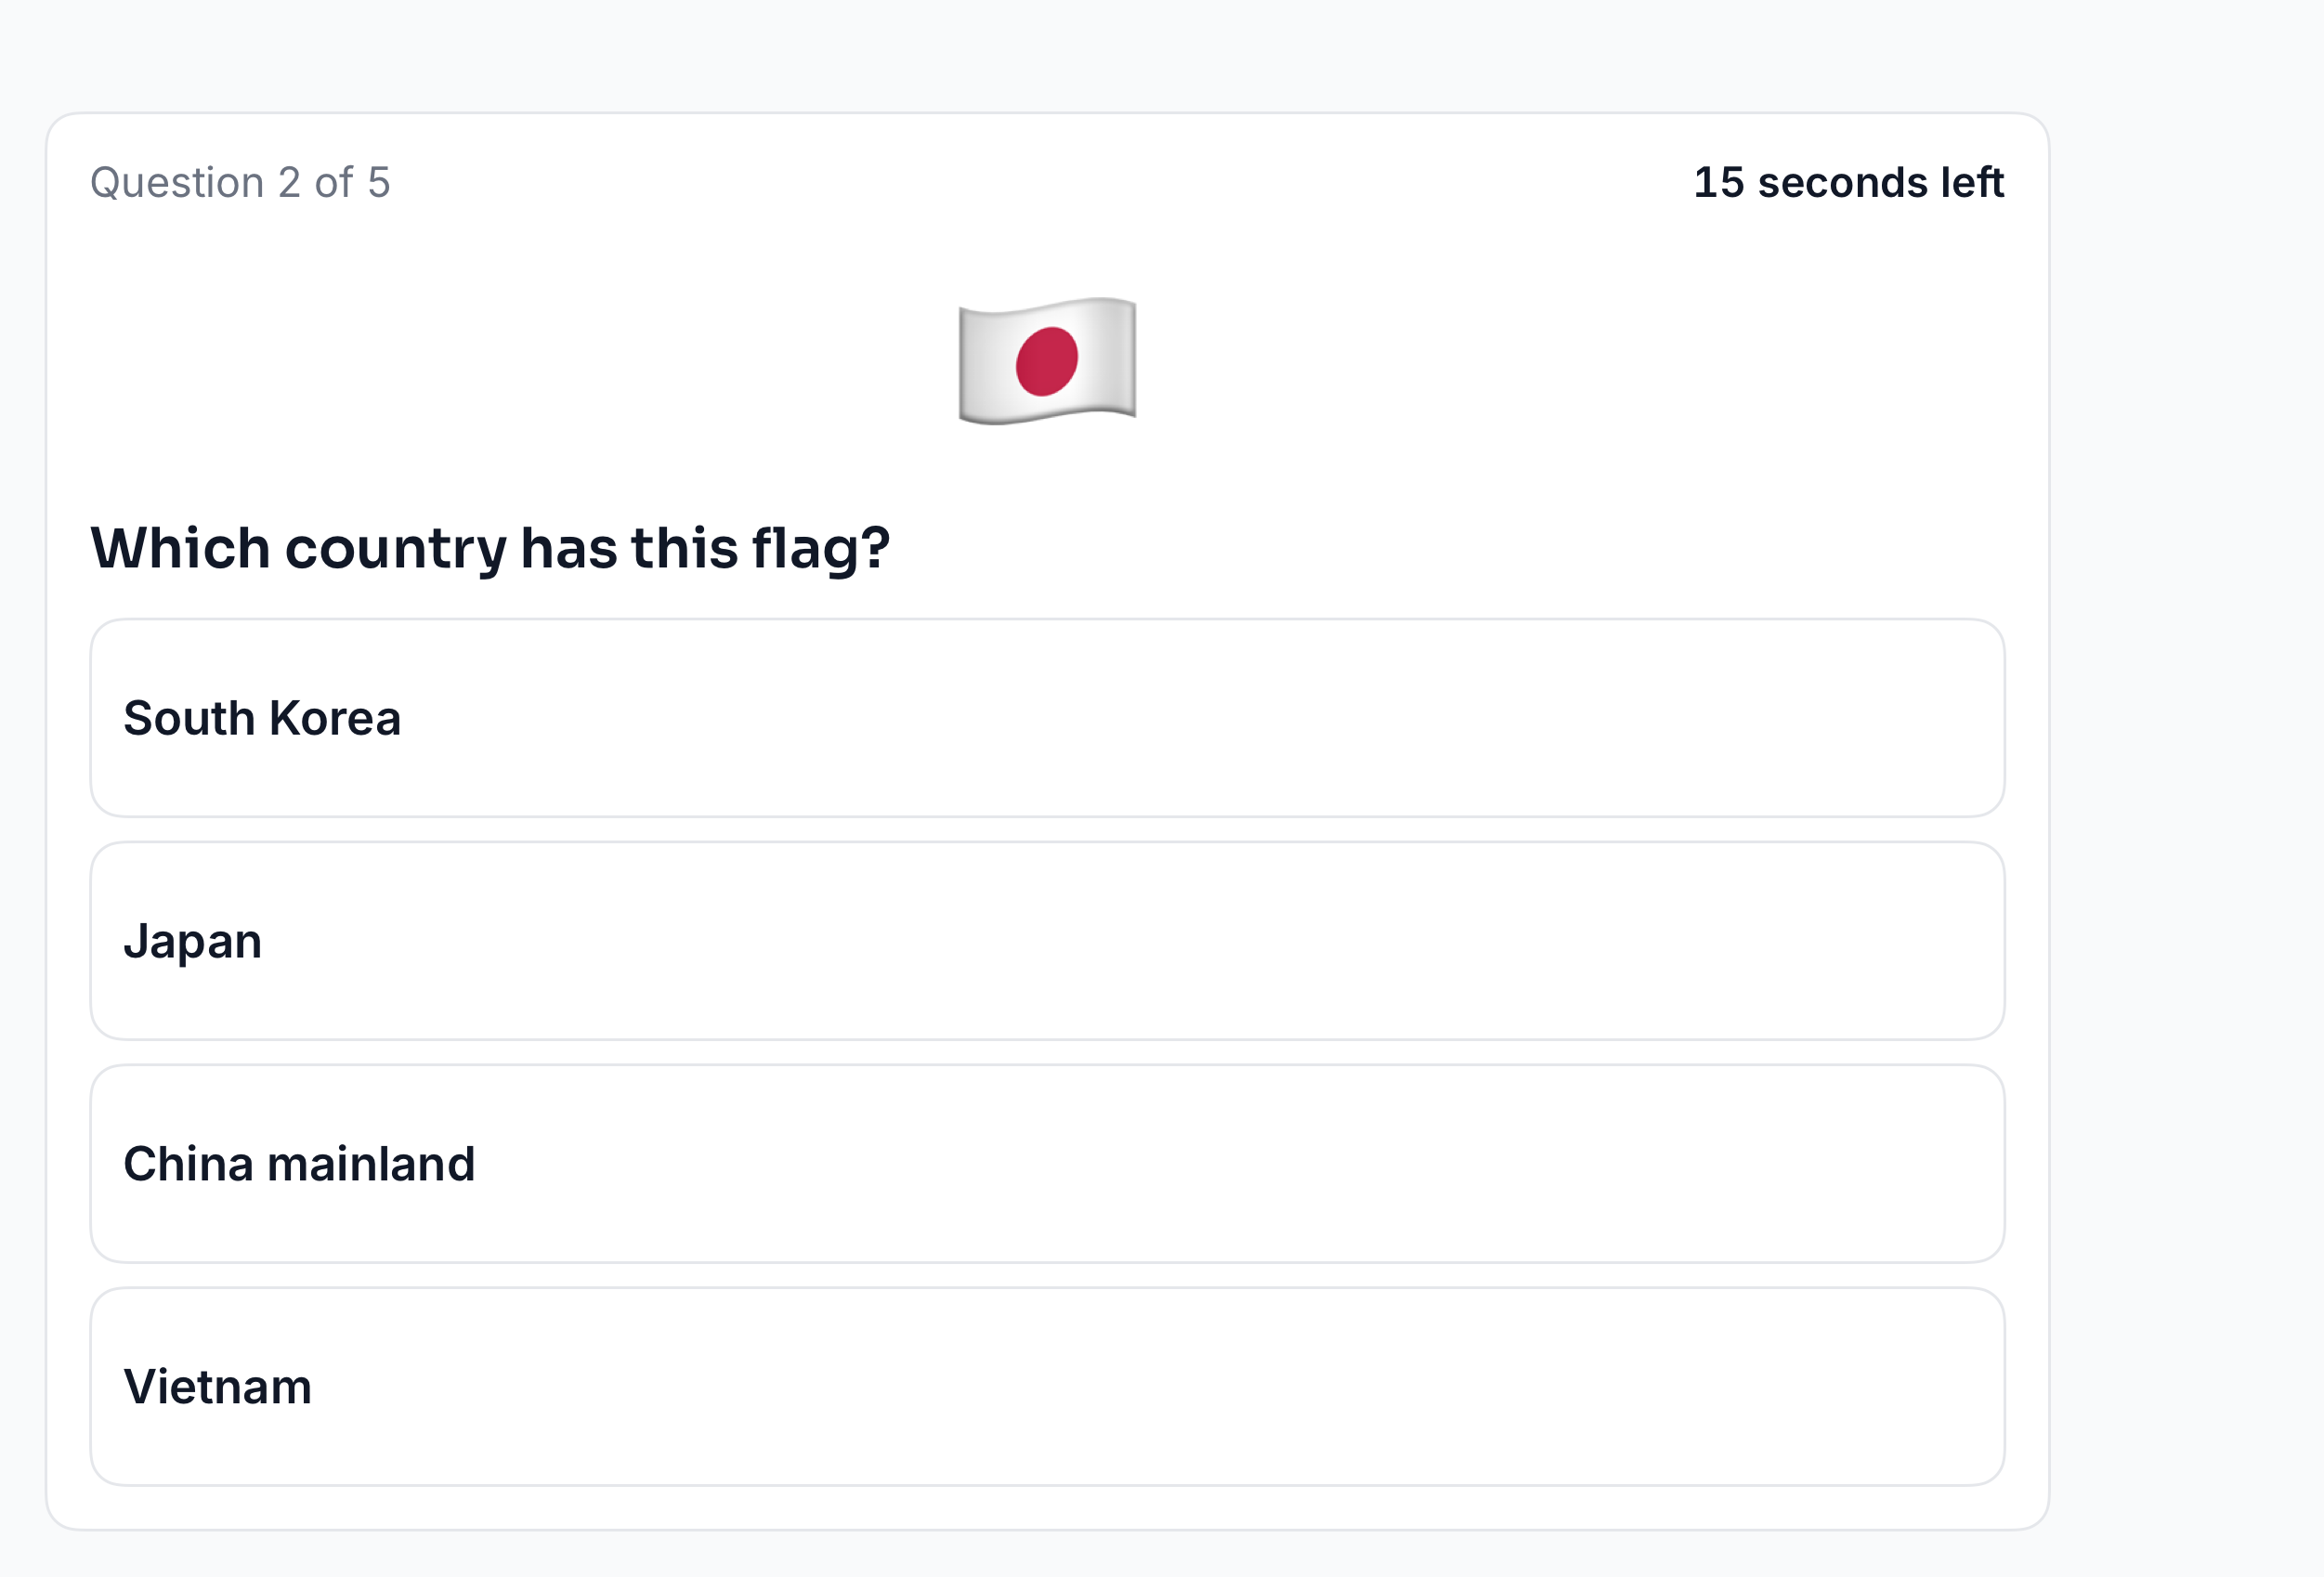 Question 2 of 5
15 seconds left
Which country has this flag?
South Korea
Japan
China mainland
Vietnam